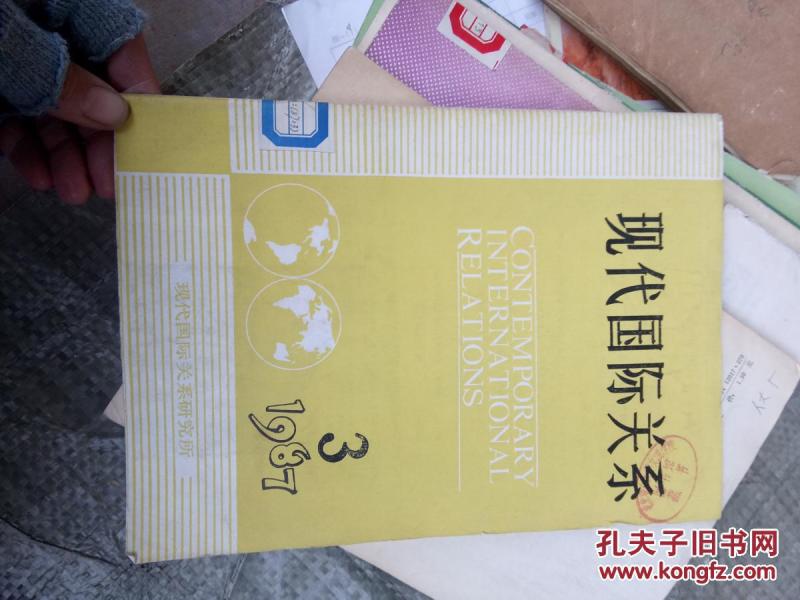 现代国际关系
CONTEMPORARY
INTERNATIONAL
RELATIONS
3
1987
现代国际关系研究所
孔夫子旧书网
www.kongfz.com